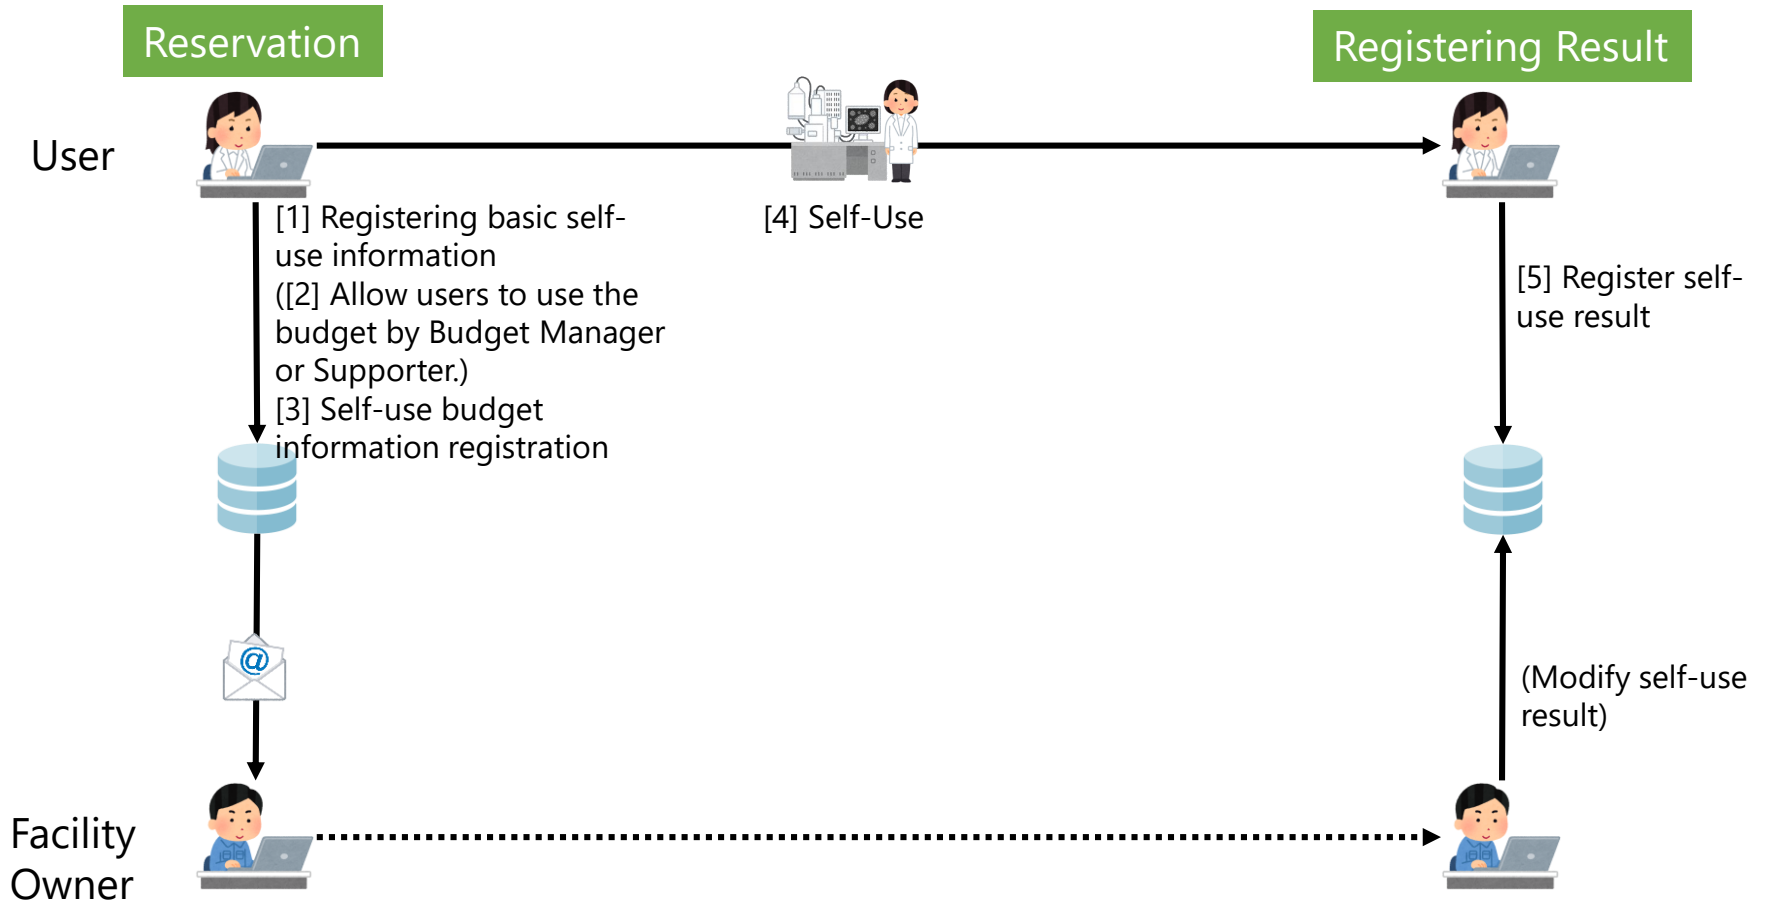 Reservation
Registering Result
User
[1] Registering basic self-
use information
([2] Allow users to use the
budget by Budget Manager
or Supporter.)
[3] Self-use budget
information registration
[4] Self-Use
[5] Register self-
use result
@
(Modify self-use
result)
Facility
Owner